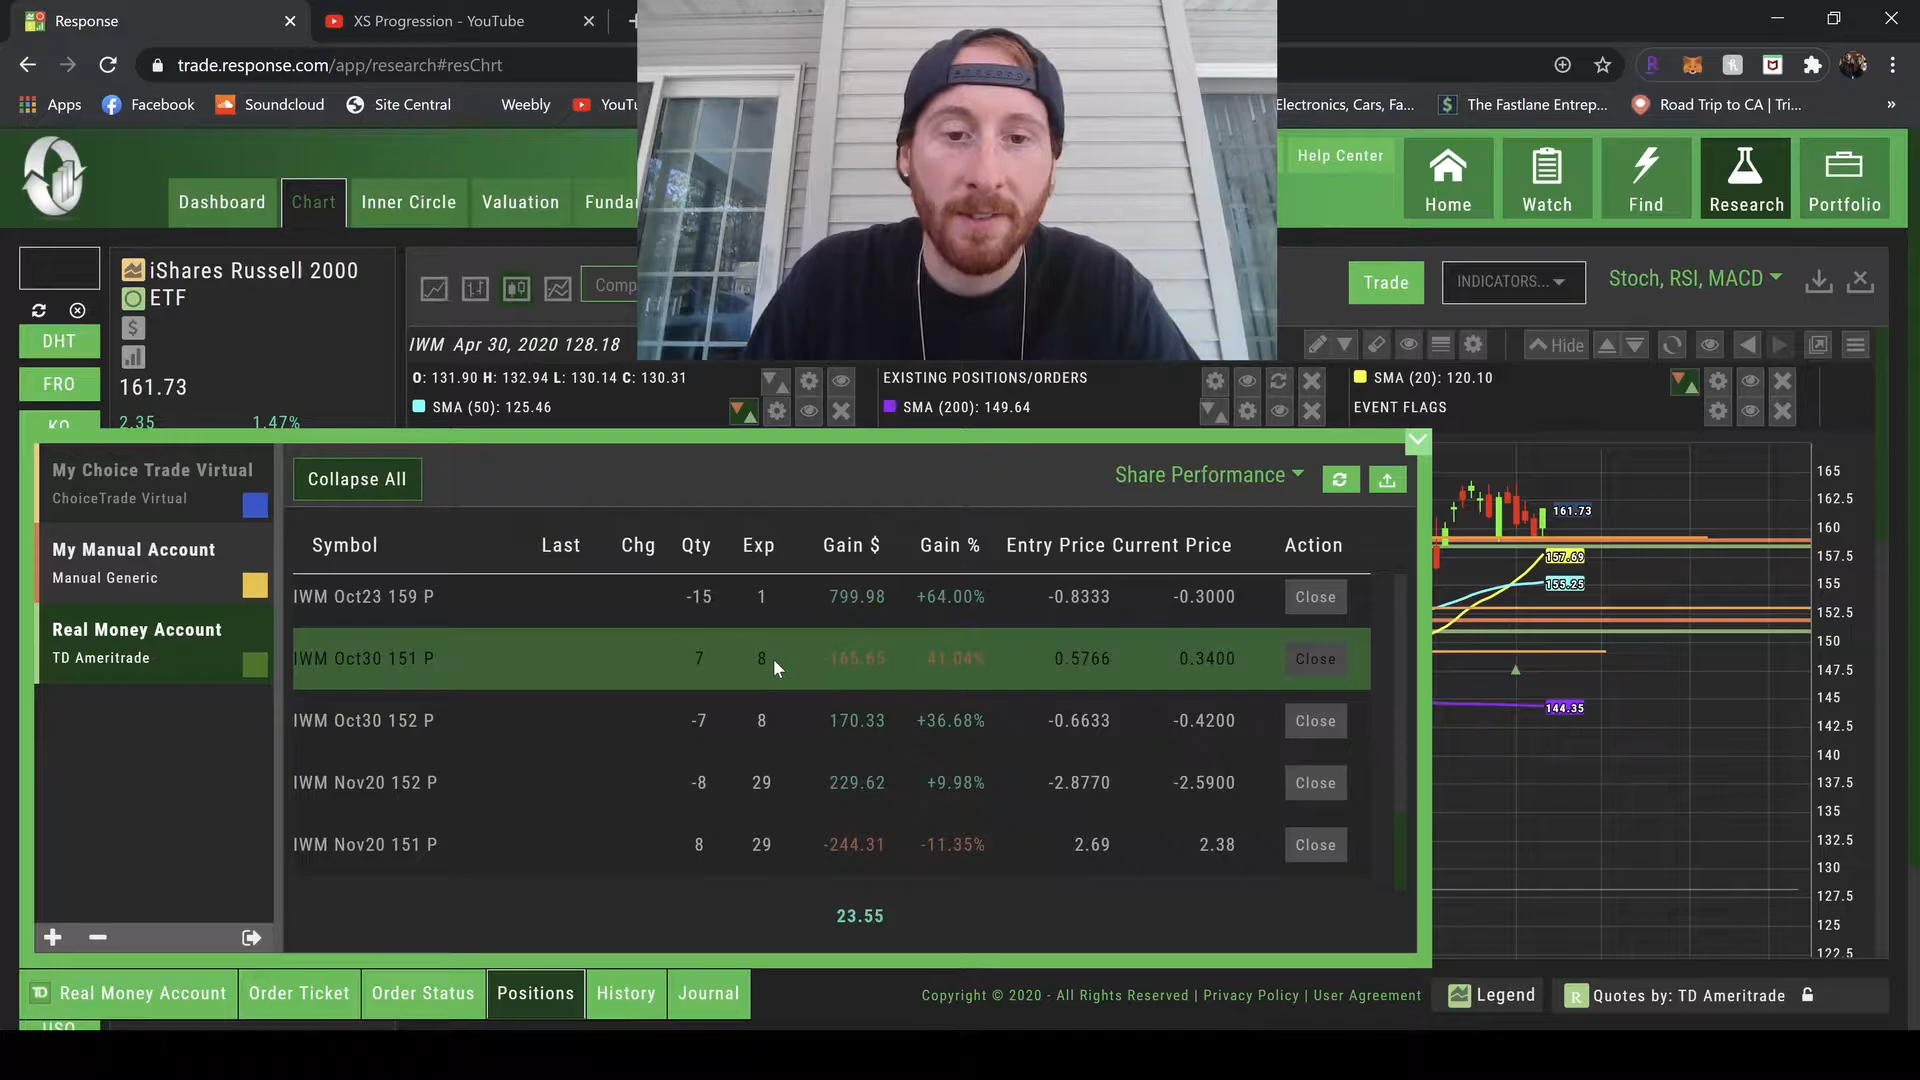 Response
XS Progression - YouTube
trade.response.com/app/research#resChrt
Apps
Facebook
Soundcloud
Site Central
Weebly
YouTu
Electronics, Cars, Fa...
The Fastlane Entrep...
Road Trip to CA | Tri...
»
Help Center
Home
Watch
Find
Research
Portfolio
Dashboard
Chart
Inner Circle
Valuation
Funda
iShares Russell 2000
ETF
161.73
2.35 1.47%
DHT
FRO
KO
USO
Comp
Trade
INDICATORS...
Stoch, RSI, MACD
IWM Apr 30, 2020 128.18
Hide
O: 131.90 H: 132.94 L: 130.14 C: 130.31
EXISTING POSITIONS/ORDERS
SMA (20): 120.10
SMA (50): 125.46
SMA (200): 149.64
EVENT FLAGS
My Choice Trade Virtual
ChoiceTrade Virtual
My Manual Account
Manual Generic
Real Money Account
TD Ameritrade
Collapse All
Share Performance
Symbol Last Chg Qty Exp Gain $ Gain % Entry Price Current Price Action
IWM Oct23 159 P -15 1 799.98 +64.00% -0.8333 -0.3000 Close
IWM Oct30 151 P 7 8 -165.65 41.04% 0.5766 0.3400 Close
IWM Oct30 152 P -7 8 170.33 +36.68% -0.6633 -0.4200 Close
IWM Nov20 152 P -8 29 229.62 +9.98% -2.8770 -2.5900 Close
IWM Nov20 151 P 8 29 -244.31 -11.35% 2.69 2.38 Close
23.55
165
162.5
160
157.5
155
152.5
150
147.5
145
142.5
140
137.5
135
132.5
130
127.5
125
122.5
161.73
157.69
155.25
144.35
TD Real Money Account
Order Ticket
Order Status
Positions
History
Journal
Copyright © 2020 - All Rights Reserved | Privacy Policy | User Agreement
Legend
R Quotes by: TD Ameritrade